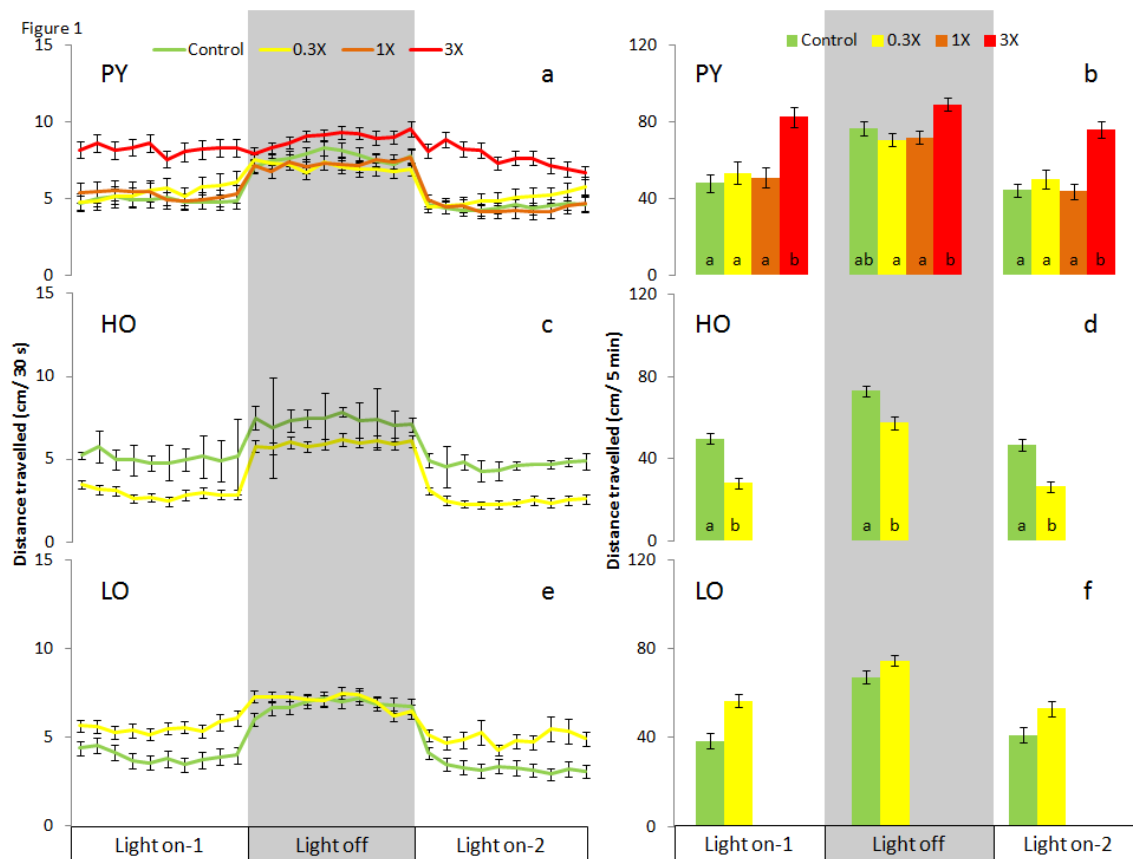 Figure 1
Control 0.3X 1X 3X
PY
a
15
10
5
0
HO
c
15
10
5
0
LO
e
15
10
5
0
Distance travelled (cm/ 30 s)
Light on-1 Light off Light on-2
Control 0.3X 1X 3X
PY
b
120
80
40
0
a a a b
ab a a b
a a a b
HO
d
120
80
40
0
a b
a b
a b
LO
f
120
80
40
0
Distance travelled (cm/ 5 min)
Light on-1 Light off Light on-2